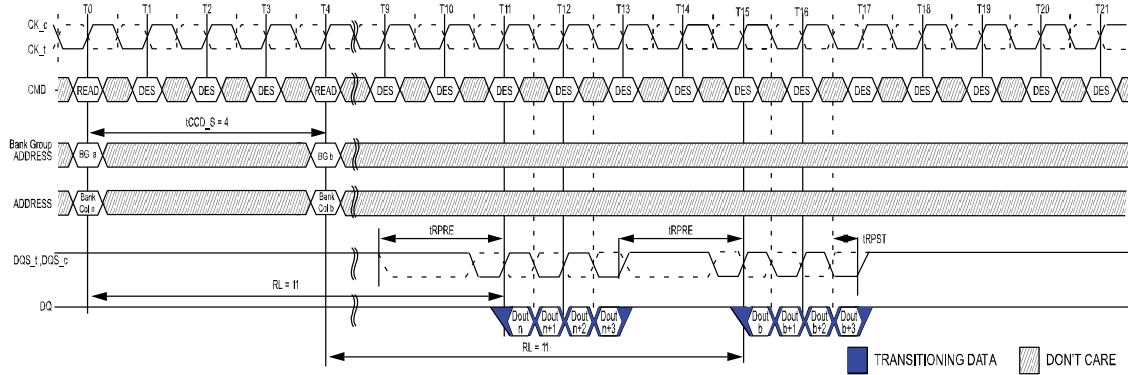 T0 T1 T2 T3 T4 T9 T10 T11 T12 T13 T14 T15 T16 T17 T18 T19 T20 T21
CK_c
CK_t
CMD READ DES DES DES READ DES DES DES DES DES DES DES DES DES DES DES DES DES
tCCD_S = 4
Bank Group
ADDRESS BG a BG b
ADDRESS Bank Col n Bank Col b
tRPRE tRPRE tRPST
DQS_t ,DQS_c
RL = 11
DQ Dout n Dout n+1 Dout n+2 Dout n+3 Dout b Dout b+1 Dout b+2 Dout b+3
RL = 11
TRANSITIONING DATA DON'T CARE